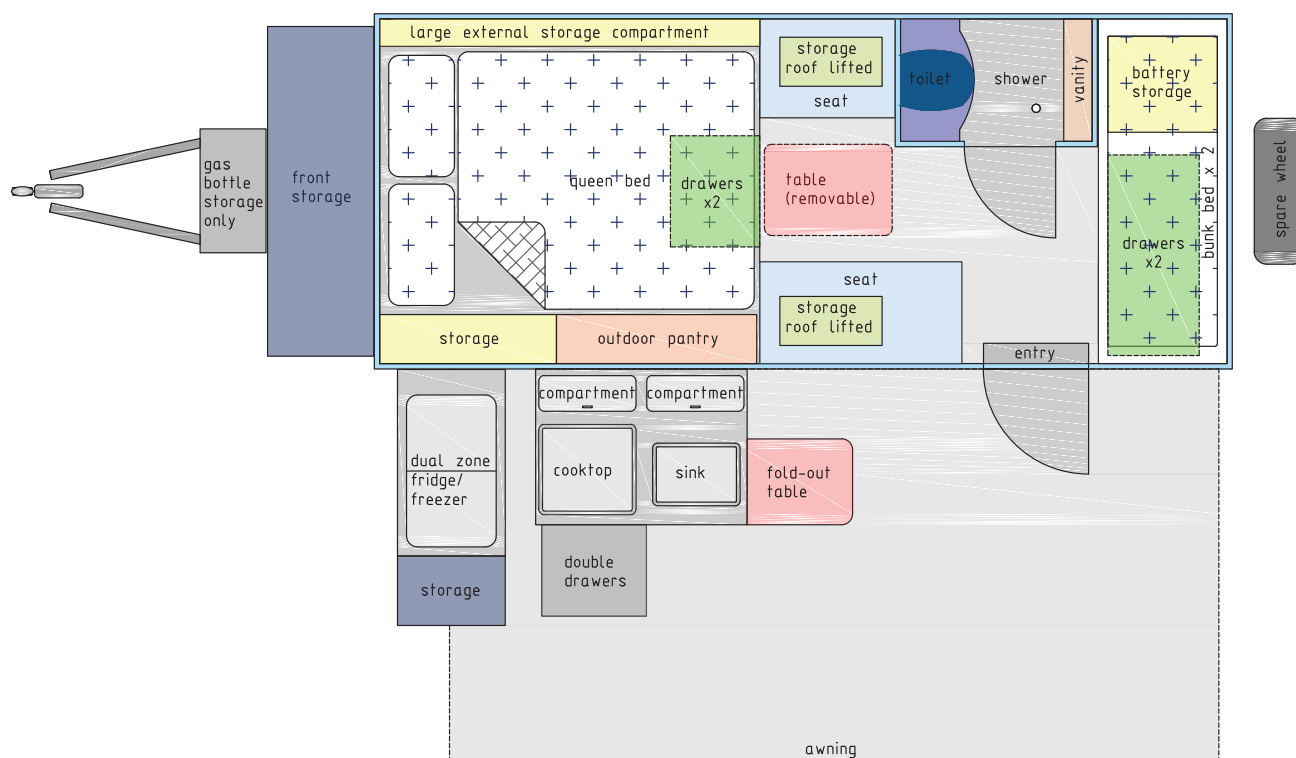 large external storage compartment
storage
roof lifted
seat
toilet
shower
vanity
battery
storage
gas
bottle
storage
only
front
storage
queen bed
drawers
x2
table
(removable)
bunk bed x 2
drawers
x2
spare wheel
seat
storage
roof lifted
storage
outdoor pantry
entry
compartment
compartment
dual zone
fridge/
freezer
cooktop
sink
fold-out
table
storage
double
drawers
awning